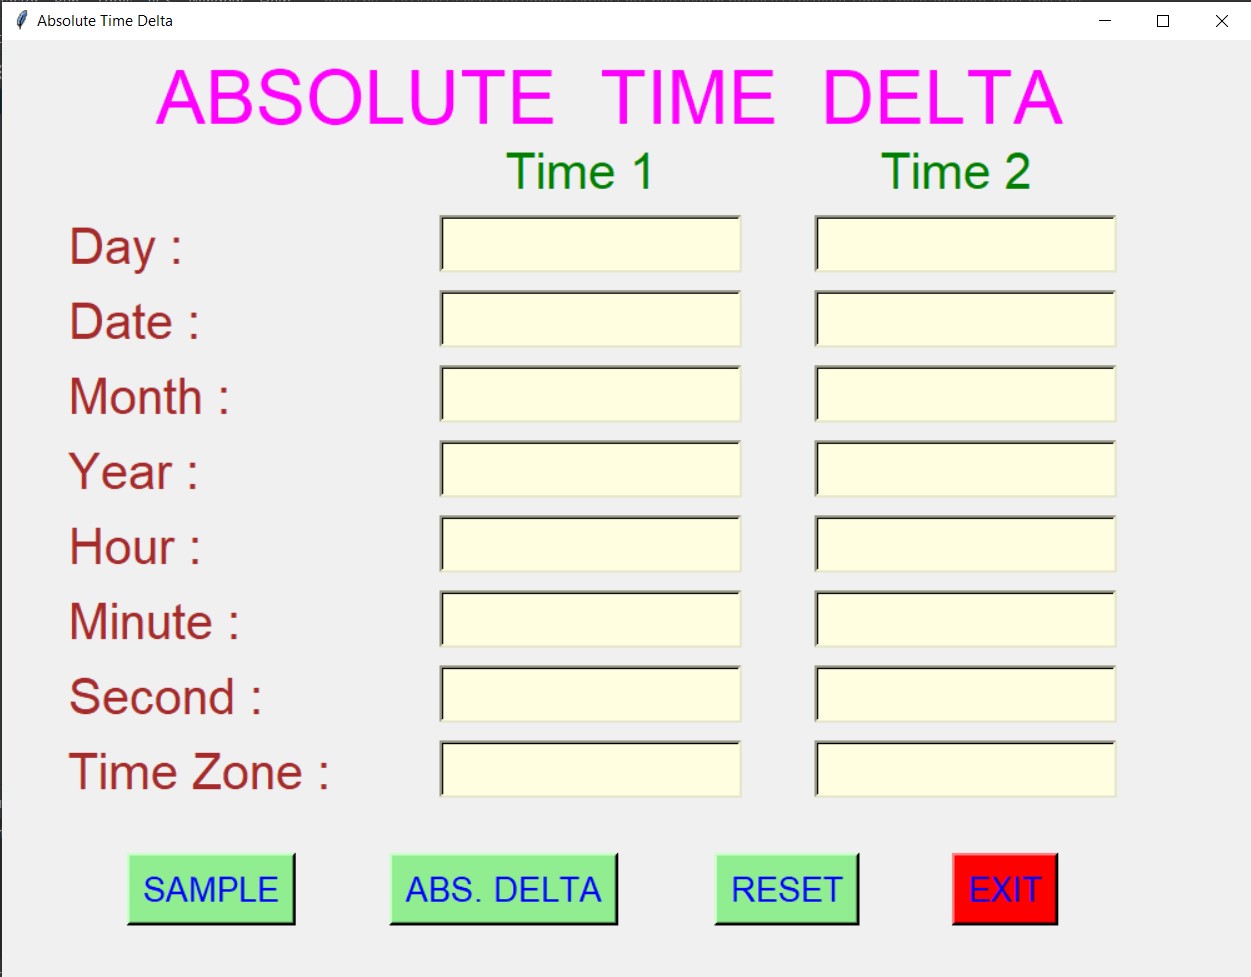 Absolute Time Delta
ABSOLUTE TIME DELTA
Time 1 Time 2
Day :
Date :
Month :
Year :
Hour :
Minute :
Second :
Time Zone :
SAMPLE ABS. DELTA RESET EXIT